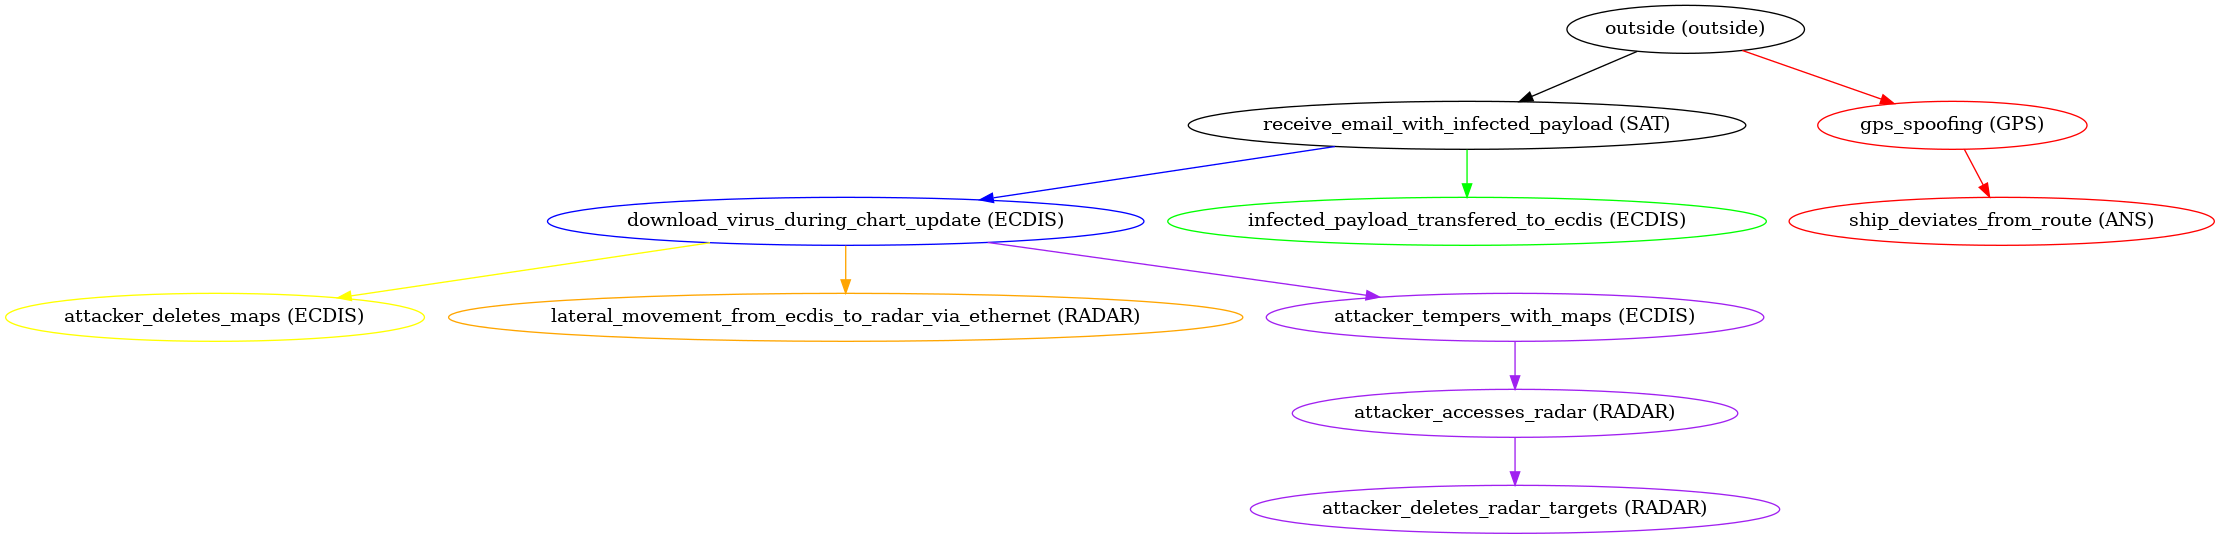 outside (outside)
receive_email_with_infected_payload (SAT)
gps_spoofing (GPS)
download_virus_during_chart_update (ECDIS)
infected_payload_transfered_to_ecdis (ECDIS)
ship_deviates_from_route (ANS)
attacker_deletes_maps (ECDIS)
lateral_movement_from_ecdis_to_radar_via_ethernet (RADAR)
attacker_tempers_with_maps (ECDIS)
attacker_accesses_radar (RADAR)
attacker_deletes_radar_targets (RADAR)